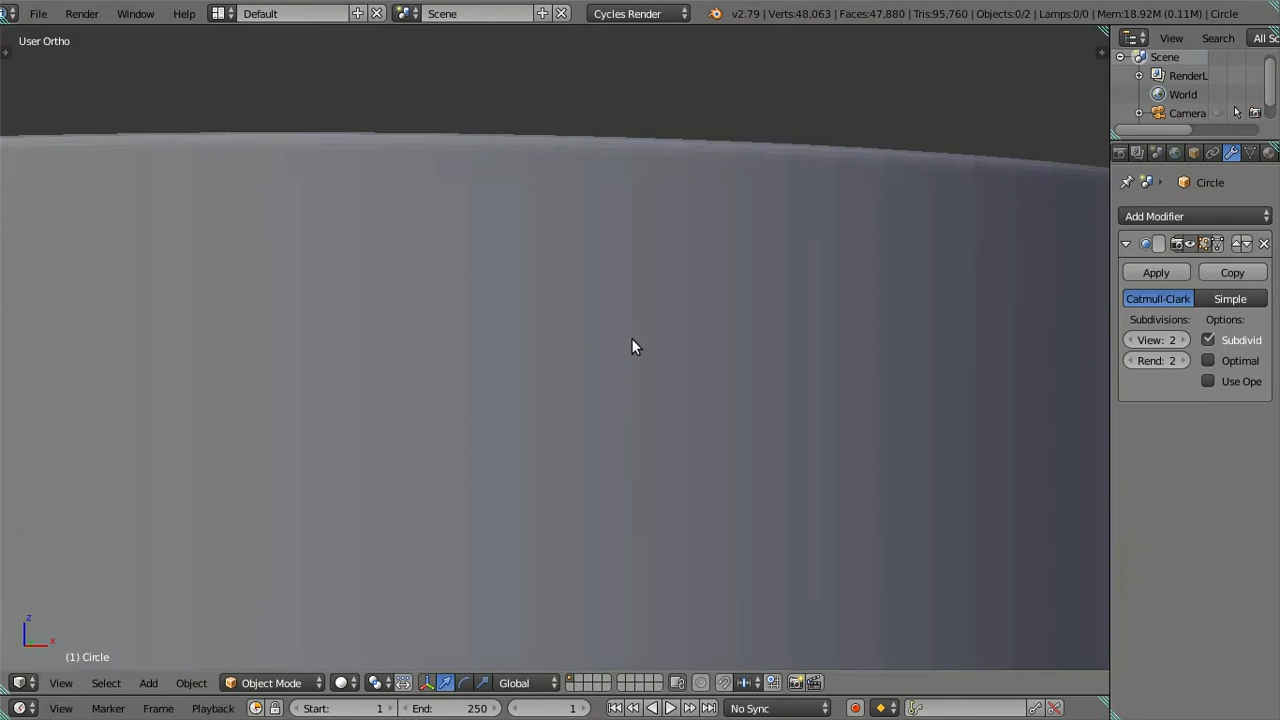 File Render Window Help Default Scene Cycles Render v2.79 | Verts:48,063 | Faces:47,880 | Tris:95,760 | Objects:0/2 | Lamps:0/0 | Mem:18.92M (0.11M) | Circle
User Ortho
View Search All Sc
Scene
RenderL
World
Camera
Circle
Add Modifier
Apply Copy
Catmull-Clark Simple
Subdivisions: Options:
View: 2 Subdivid
Rend: 2 Optimal
Use Ope
z
x
(1) Circle
View Select Add Object Object Mode Global
View Marker Frame Playback Start: 1 End: 250 1 No Sync